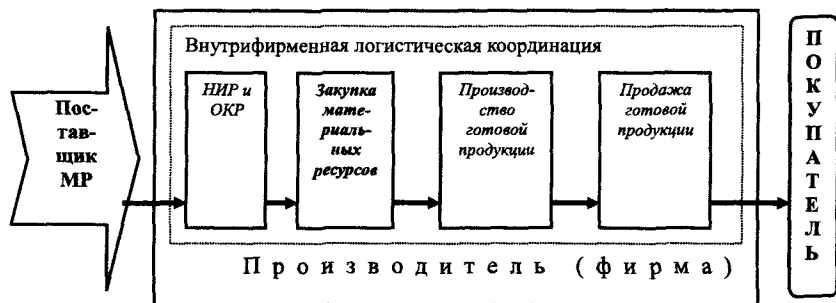 Внутрифирменная логистическая координация
Пос-
тав-
щик
МР
НИР и
ОКР
Закупка
мате-
риаль-
ных
ресурсов
Производ-
ство
готовой
продукции
Продажа
готовой
продукции
Производитель (фирма)
П
О
К
У
П
А
Т
Е
Л
Ь